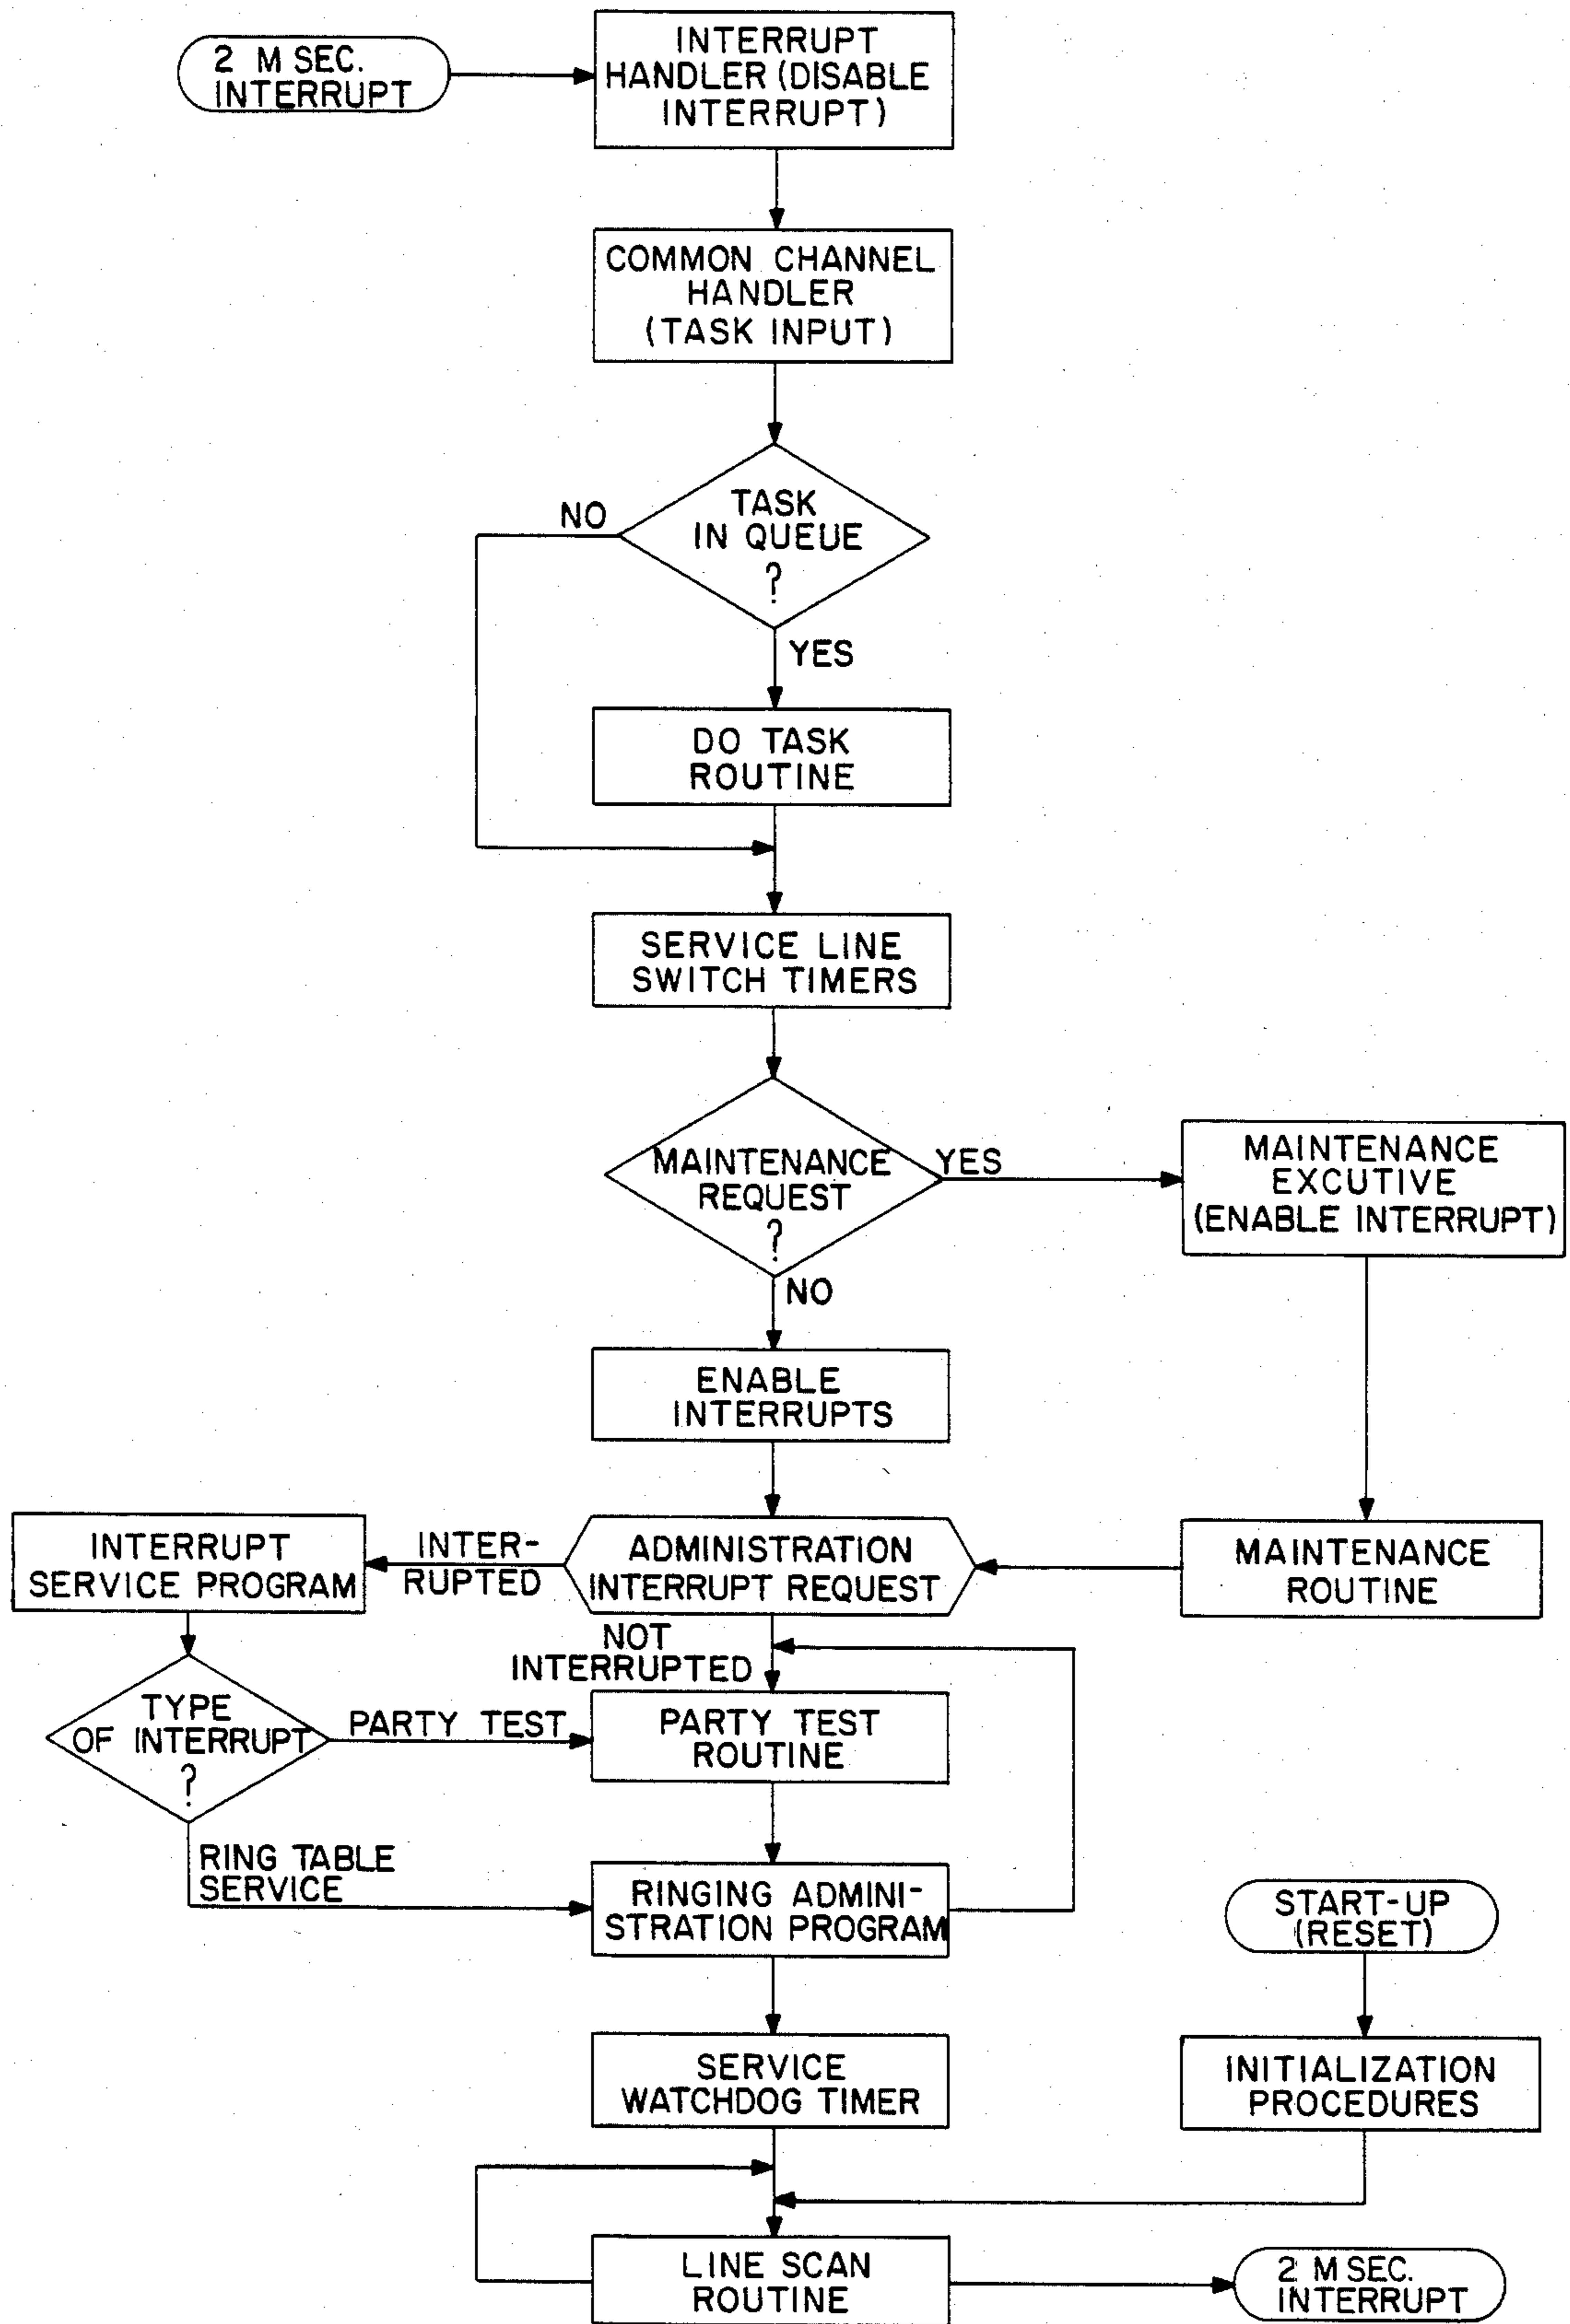 2 M SEC.
INTERRUPT
INTERRUPT
HANDLER (DISABLE
INTERRUPT)
COMMON CHANNEL
HANDLER
(TASK INPUT)
TASK
IN QUEUE
?
NO
YES
DO TASK
ROUTINE
SERVICE LINE
SWITCH TIMERS
MAINTENANCE
REQUEST
?
YES
NO
MAINTENANCE
EXCUTIVE
(ENABLE INTERRUPT)
ENABLE
INTERRUPTS
INTERRUPT
SERVICE PROGRAM
INTER-
RUPTED
ADMINISTRATION
INTERRUPT REQUEST
MAINTENANCE
ROUTINE
NOT
INTERRUPTED
TYPE
OF INTERRUPT
?
PARTY TEST
PARTY TEST
ROUTINE
RING TABLE
SERVICE
RINGING ADMINI-
STRATION PROGRAM
START-UP
(RESET)
SERVICE
WATCHDOG TIMER
INITIALIZATION
PROCEDURES
LINE SCAN
ROUTINE
2 M SEC.
INTERRUPT